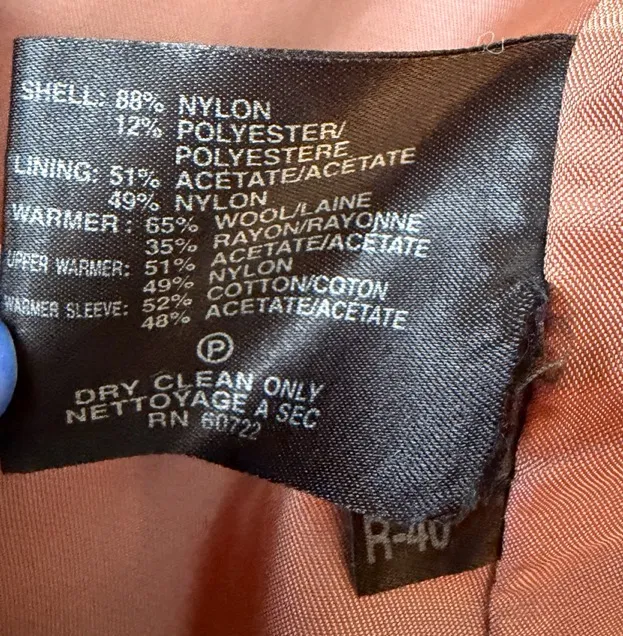 SHELL: 88% NYLON
12% POLYESTER/
POLYESTERE
LINING: 51% ACETATE/ACETATE
49% NYLON
WARMER: 65% WOOL/LAINE
35% RAYON/RAYONNE
UPPER WARMER: 51% ACETATE/ACETATE
49% NYLON
WARMER SLEEVE: 52% COTTON/COTON
48% ACETATE/ACETATE
P
DRY CLEAN ONLY
NETTOYAGE A SEC
RN 60722
R-40